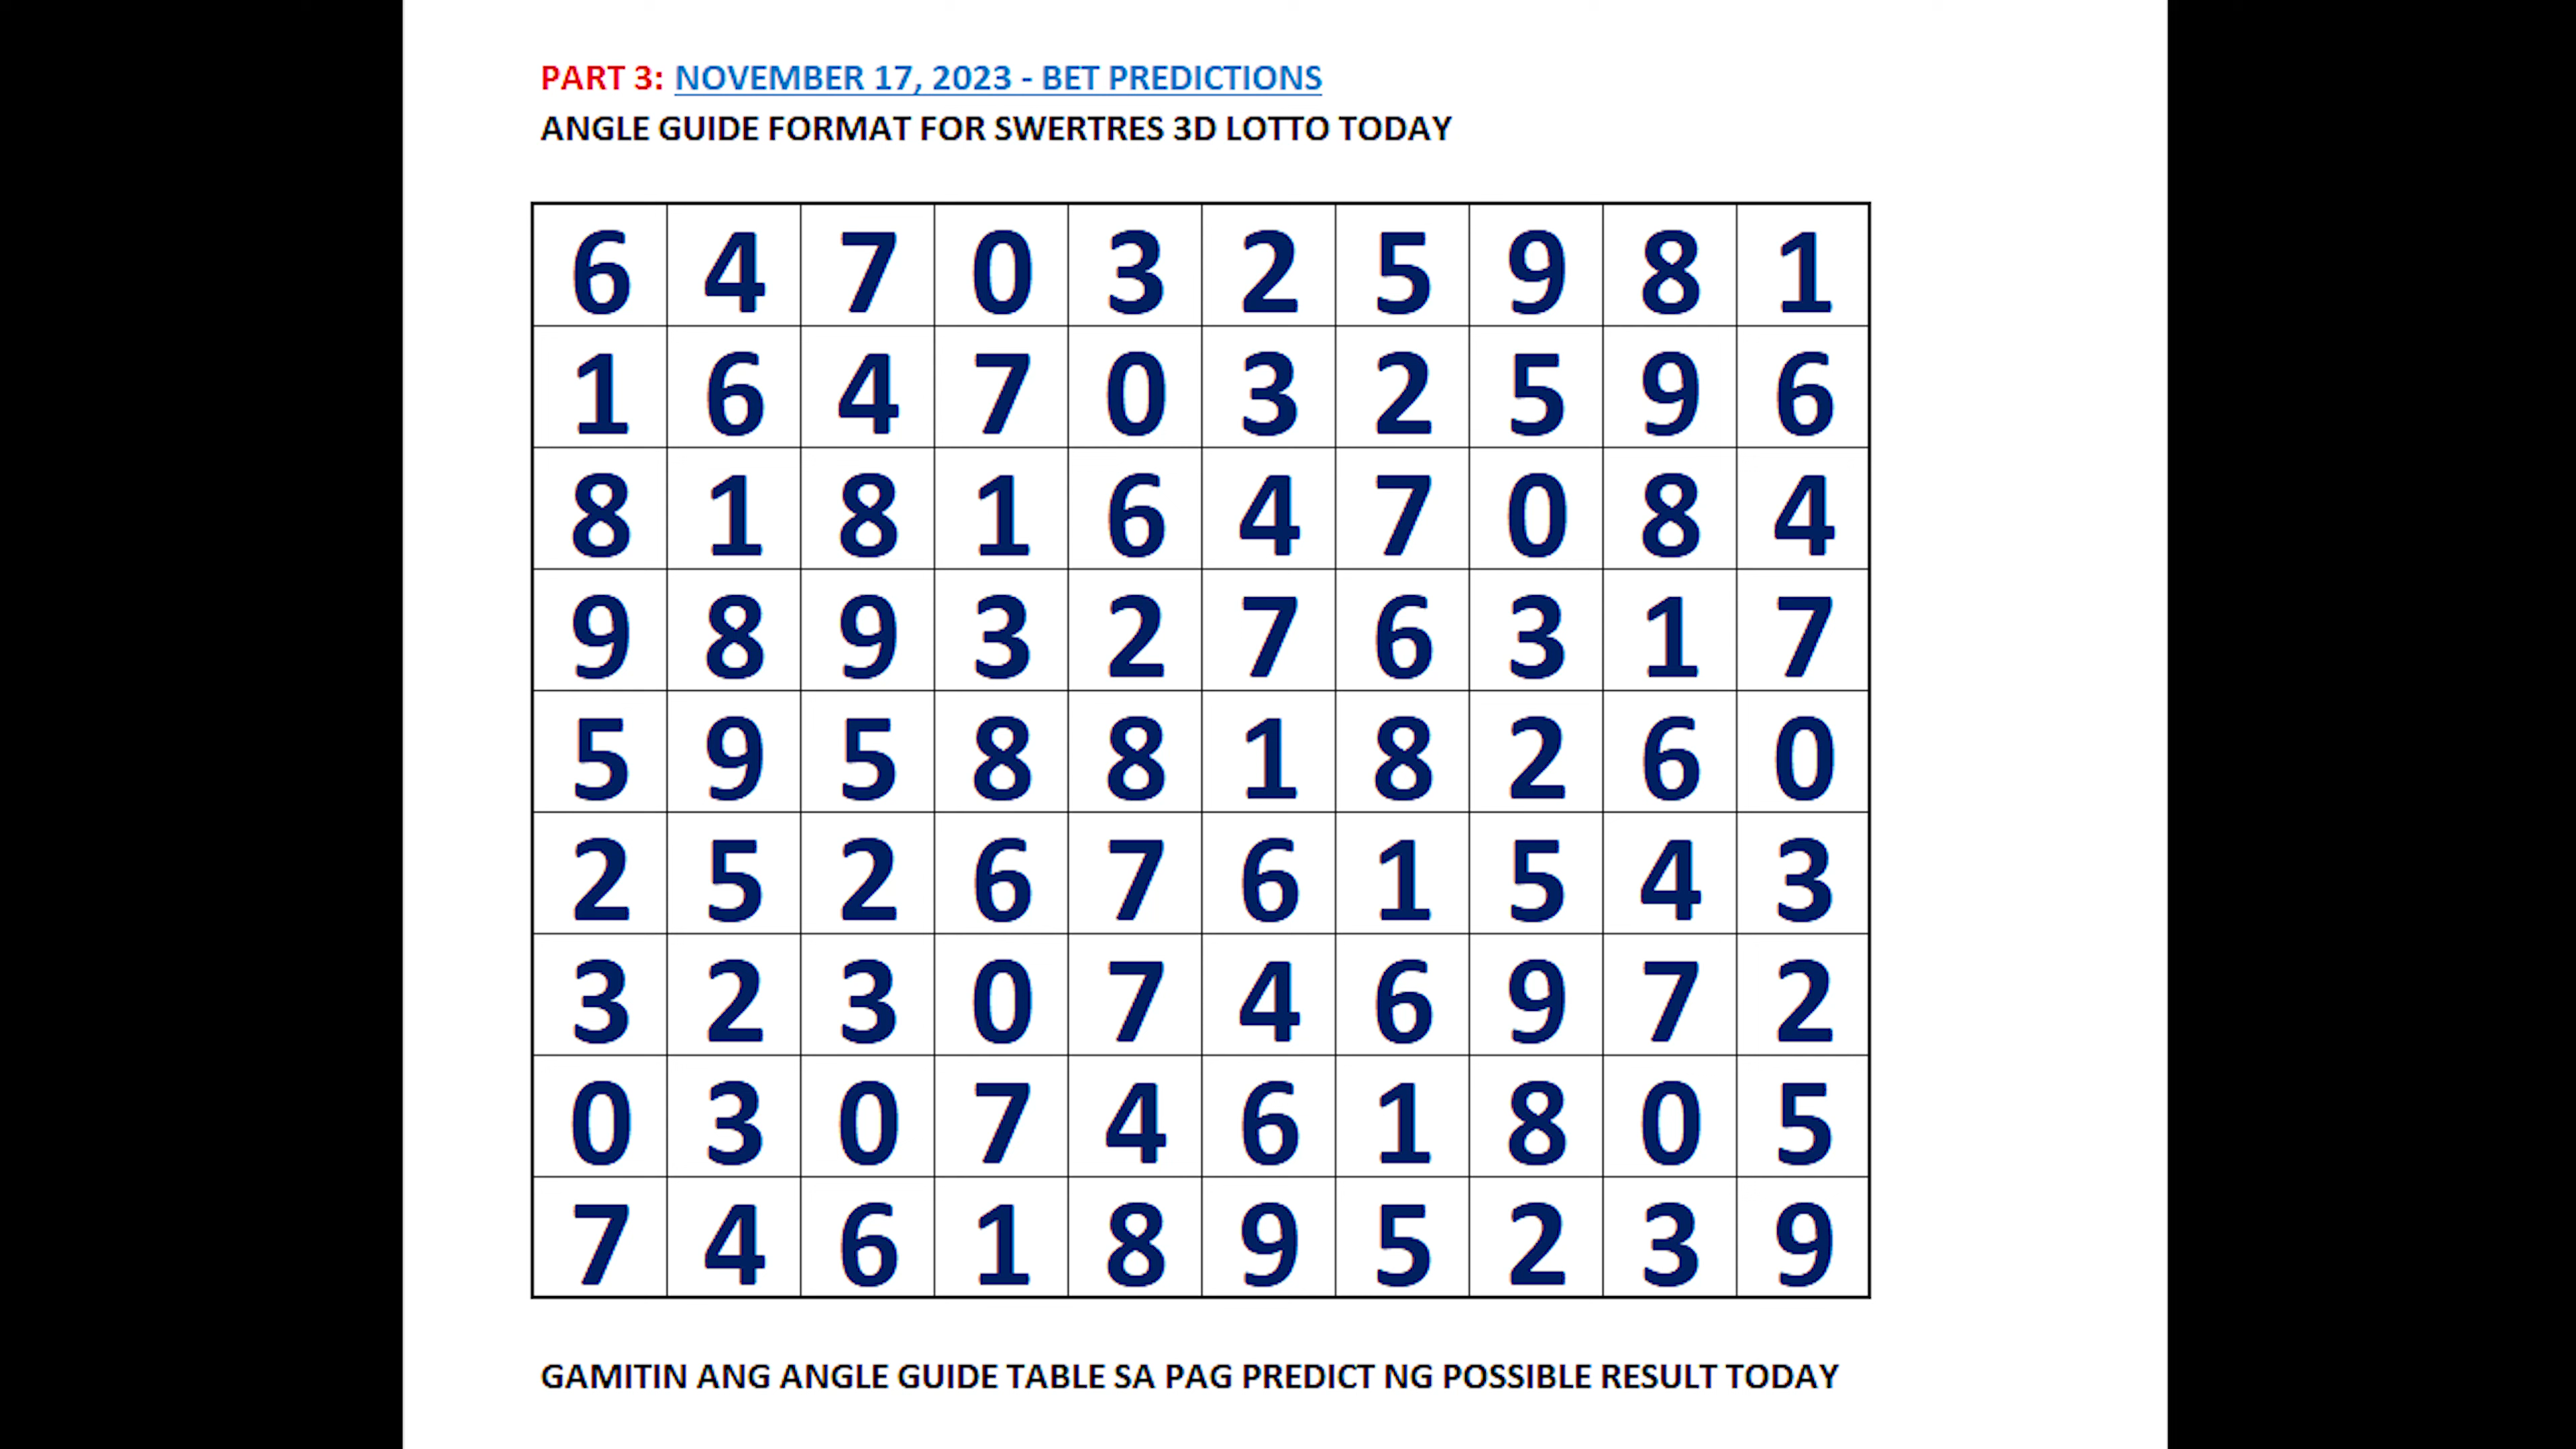 PART 3: NOVEMBER 17, 2023 - BET PREDICTIONS
ANGLE GUIDE FORMAT FOR SWERTRES 3D LOTTO TODAY
6 4 7 0 3 2 5 9 8 1
1 6 4 7 0 3 2 5 9 6
8 1 8 1 6 4 7 0 8 4
9 8 9 3 2 7 6 3 1 7
5 9 5 8 8 1 8 2 6 0
2 5 2 6 7 6 1 5 4 3
3 2 3 0 7 4 6 9 7 2
0 3 0 7 4 6 1 8 0 5
7 4 6 1 8 9 5 2 3 9
GAMITIN ANG ANGLE GUIDE TABLE SA PAG PREDICT NG POSSIBLE RESULT TODAY